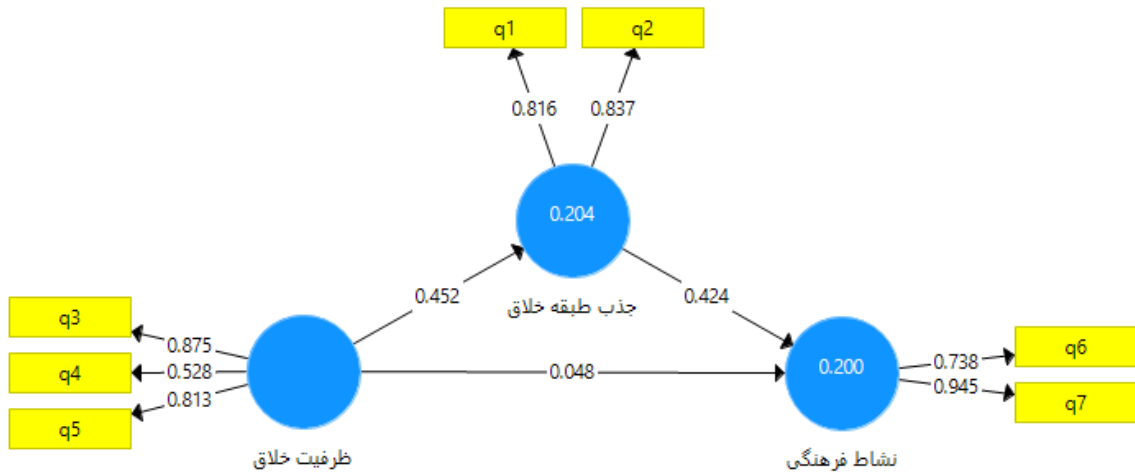 q1
q2
0.816
0.837
0.204
جذب طبقه خلاق
0.452
0.424
q3
q4
q5
0.875
0.528
0.813
ظرفیت خلاق
0.048
0.200
نشاط فرهنگی
0.738
0.945
q6
q7